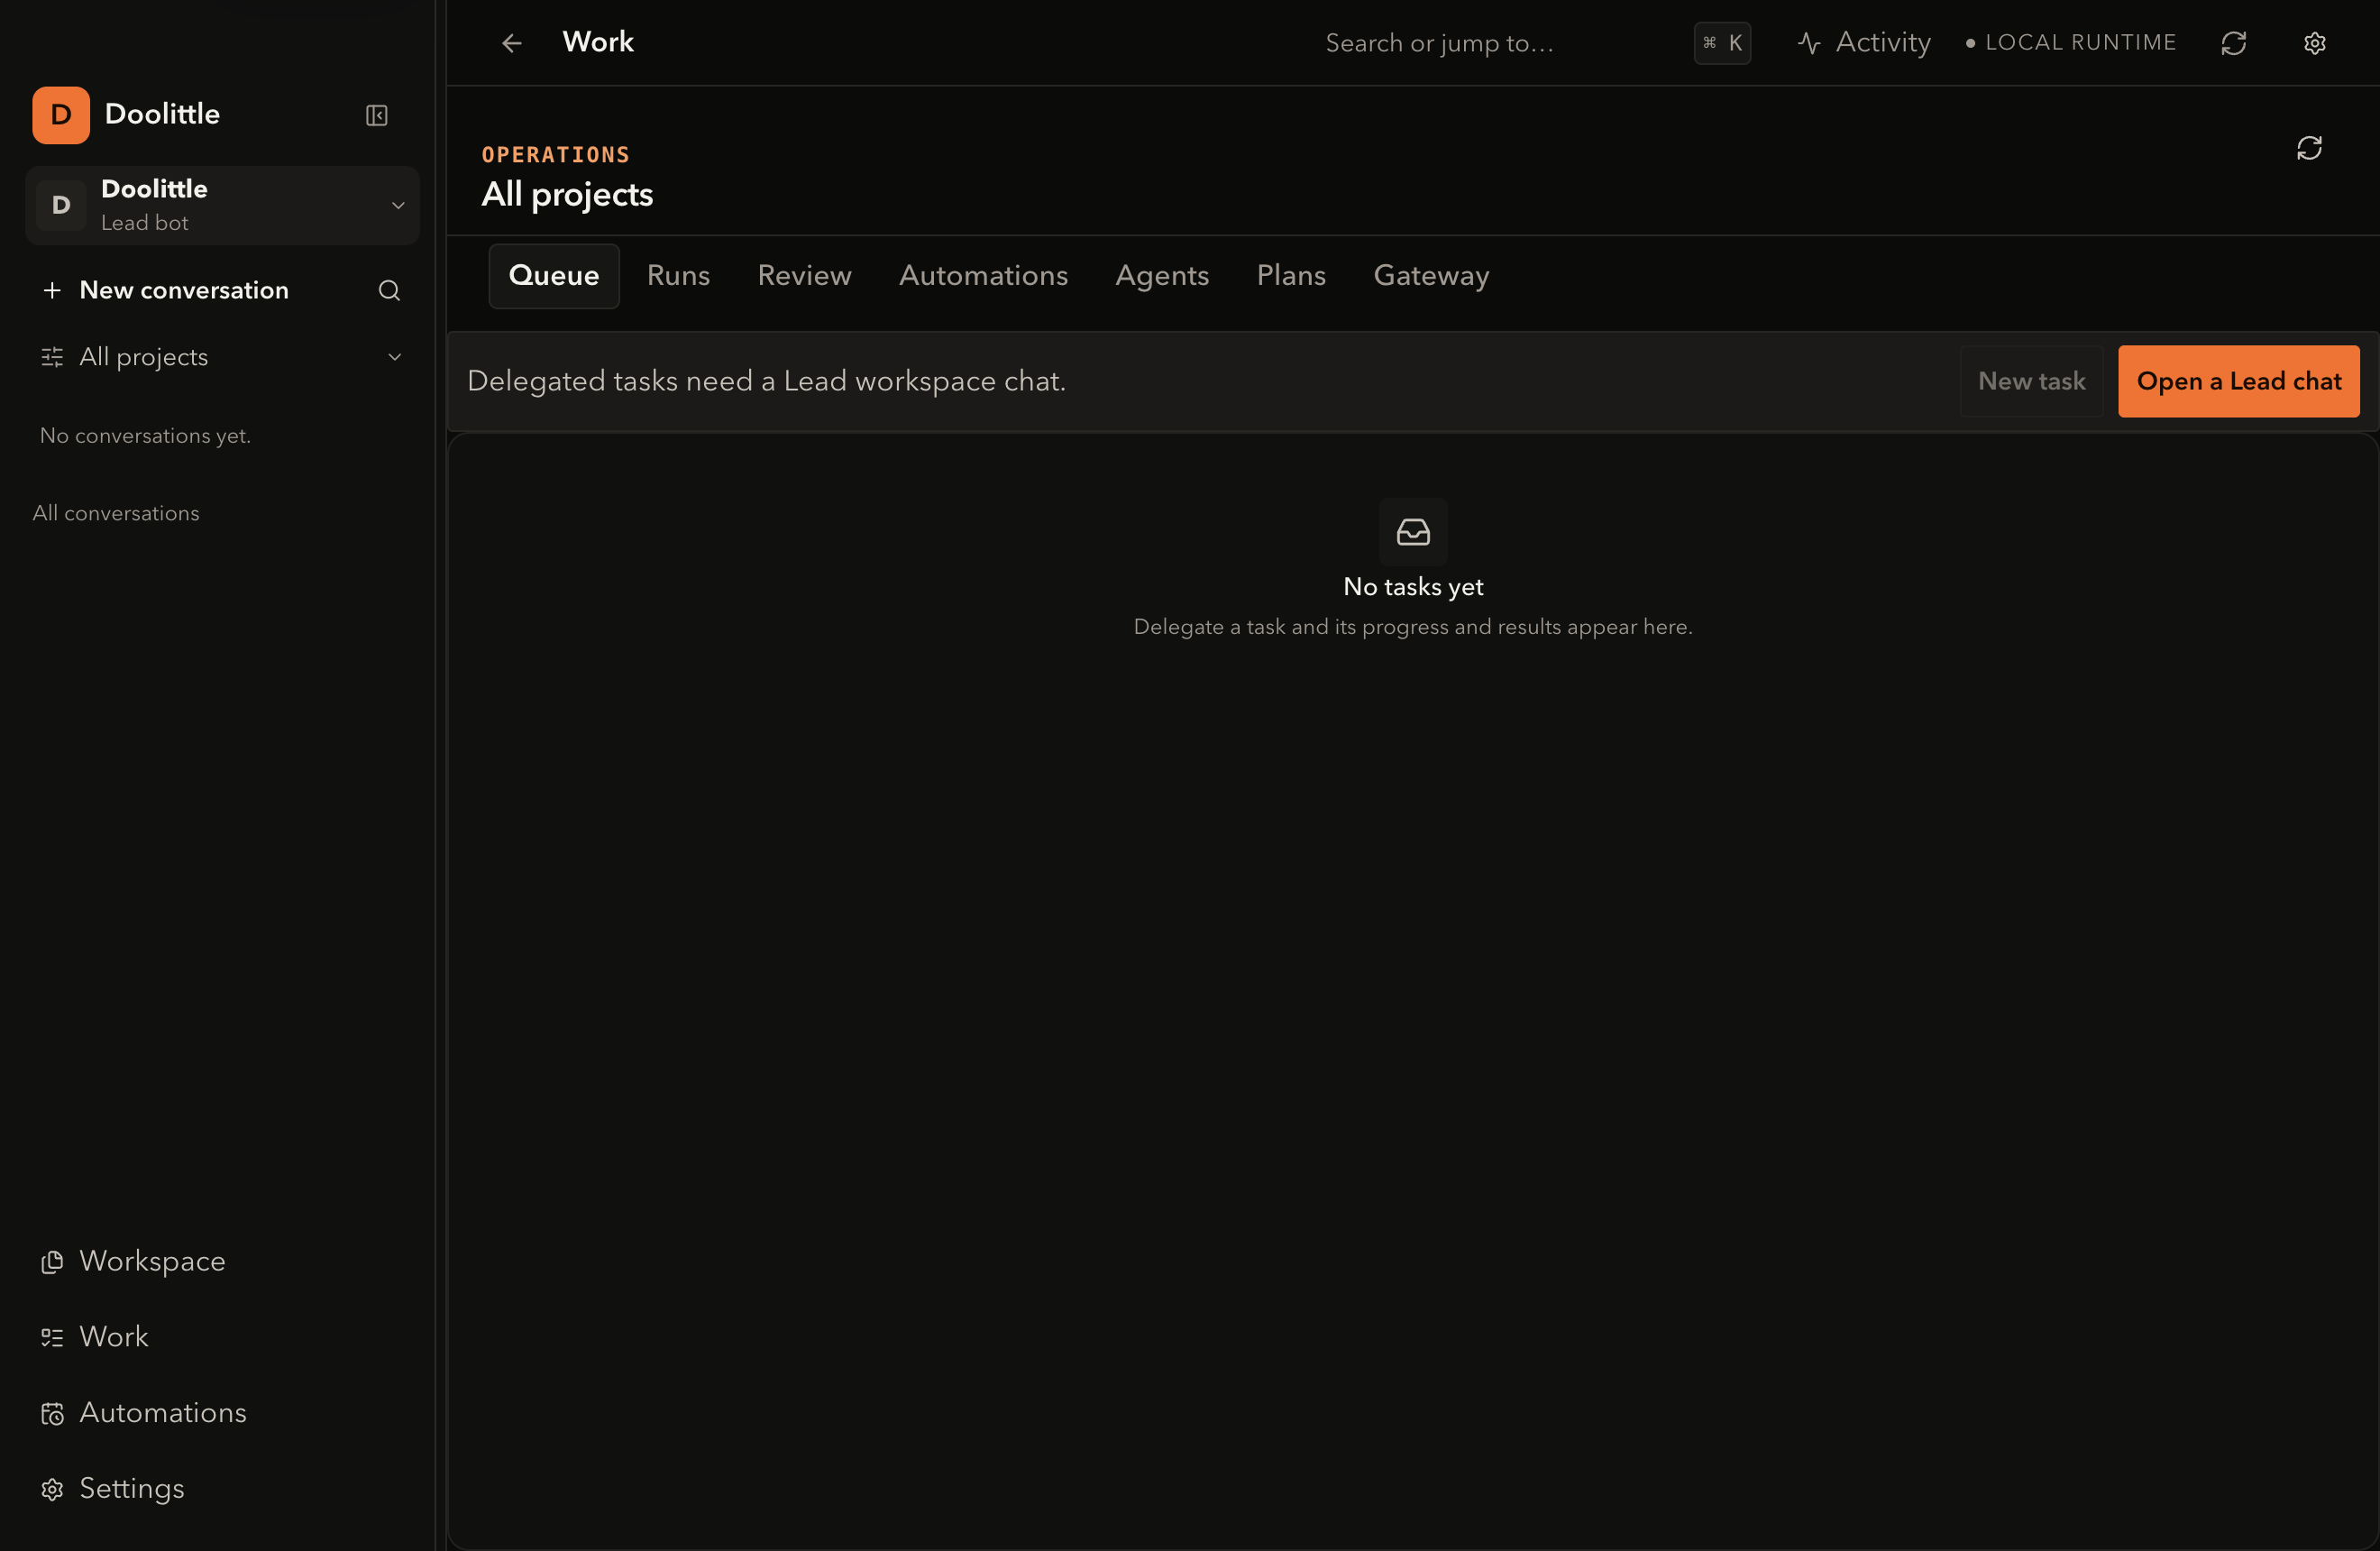 Work
Search or jump to…
⌘ K
Activity
LOCAL RUNTIME
D
Doolittle
D
Doolittle
Lead bot
New conversation
All projects
No conversations yet.
All conversations
Workspace
Work
Automations
Settings
OPERATIONS
All projects
Queue
Runs
Review
Automations
Agents
Plans
Gateway
Delegated tasks need a Lead workspace chat.
New task
Open a Lead chat
No tasks yet
Delegate a task and its progress and results appear here.